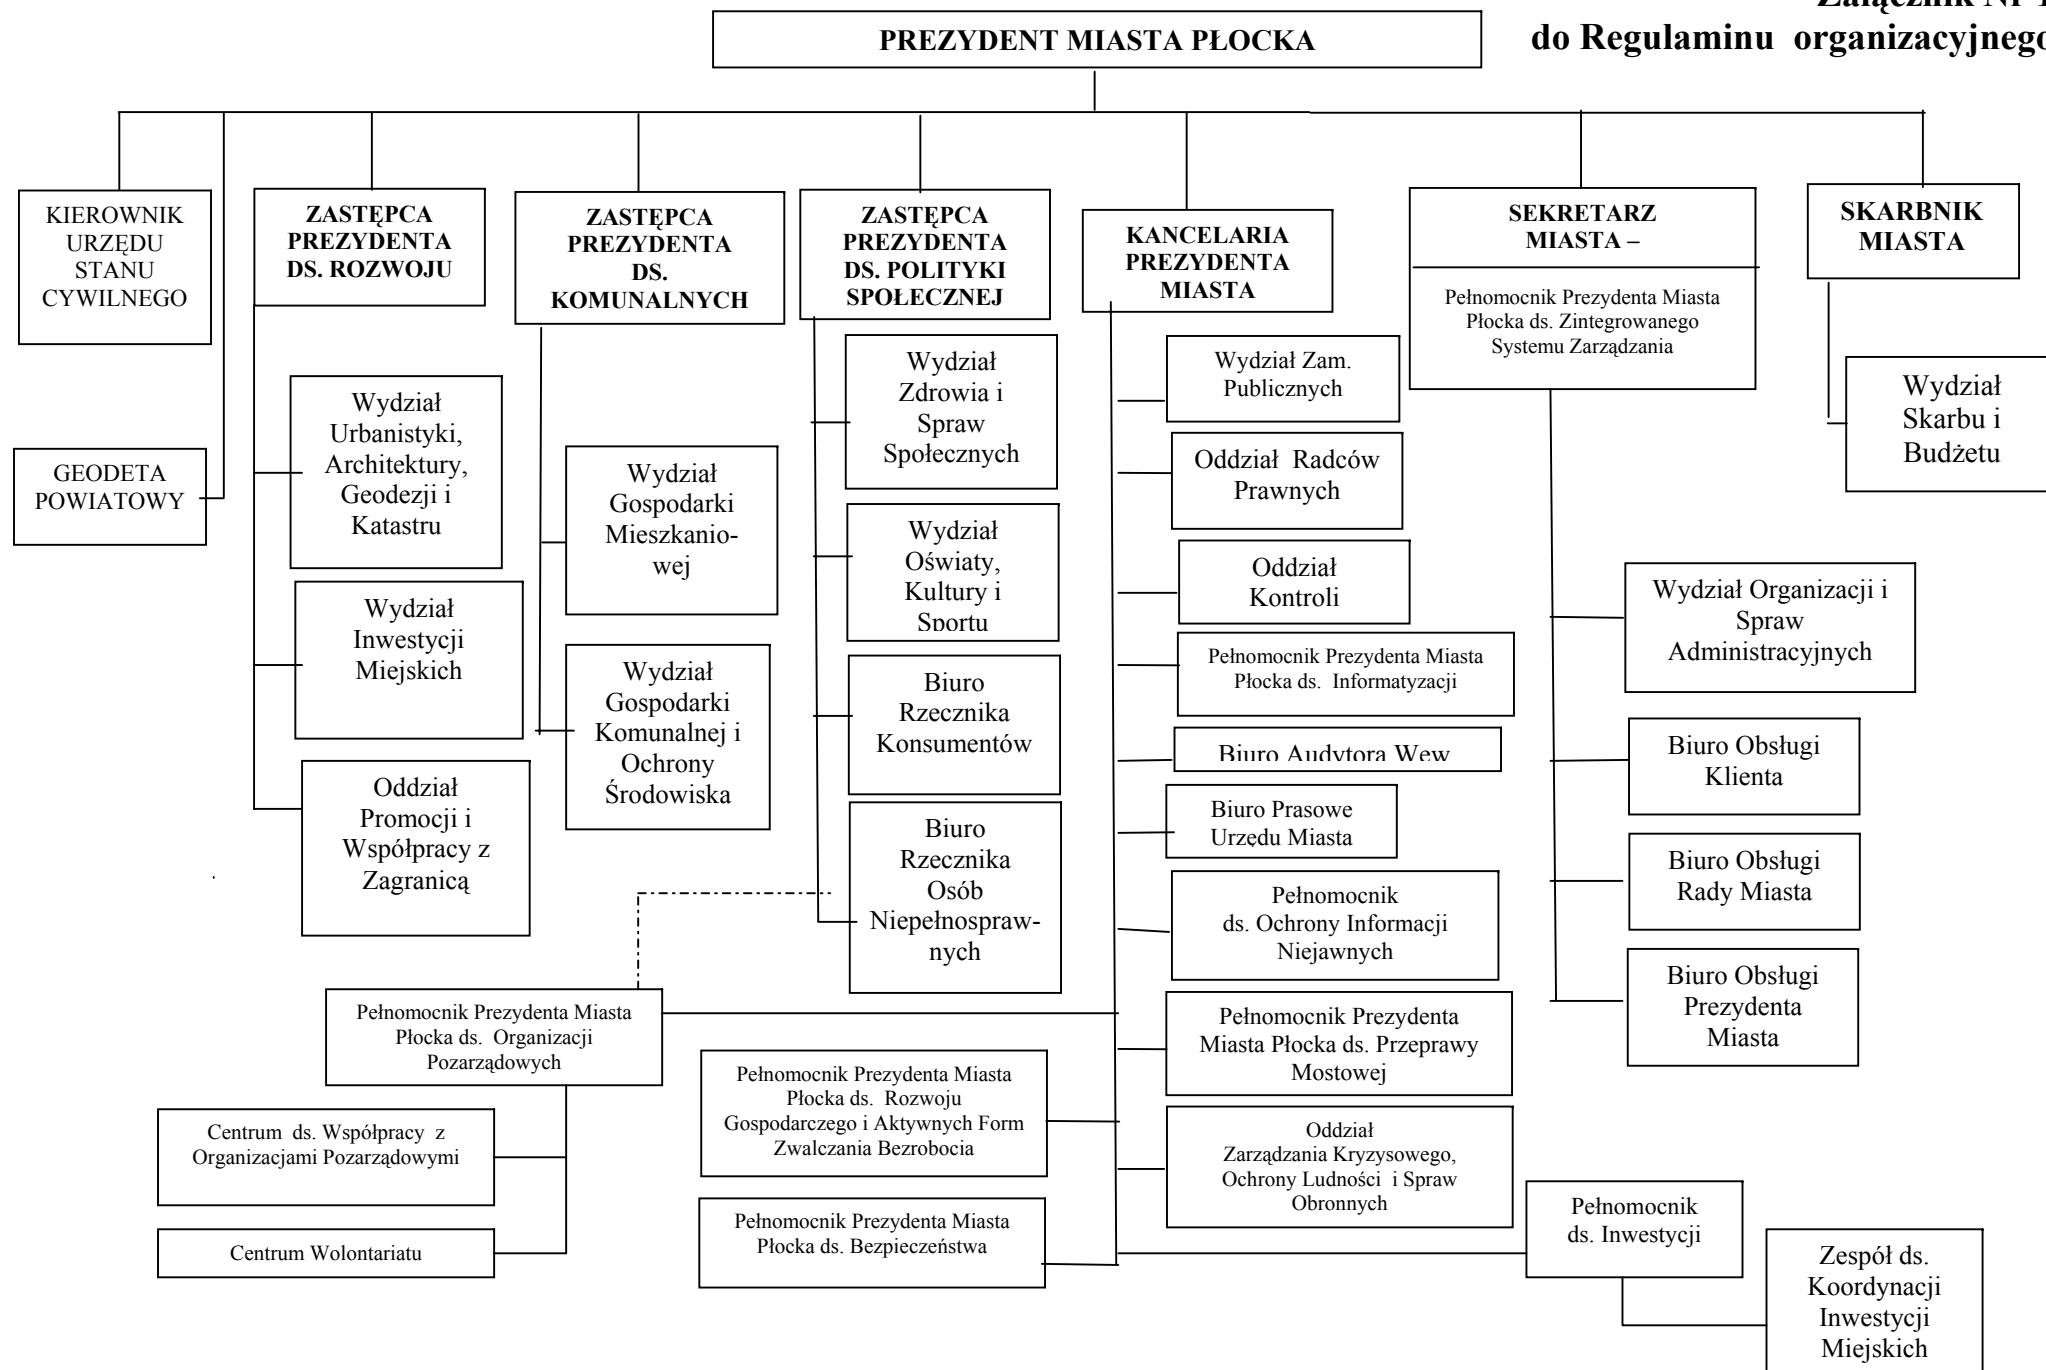 Załącznik Nr 1
do Regulaminu organizacyjnego
PREZYDENT MIASTA PŁOCKA
KIEROWNIK
URZĘDU
STANU
CYWILNEGO
GEODETA
POWIATOWY
ZASTĘPCA
PREZYDENTA
DS. ROZWOJU
Wydział
Urbanistyki,
Architektury,
Geodezji i
Katastru
Wydział
Inwestycji
Miejskich
Oddział
Promocji i
Współpracy z
Zagranicą
ZASTĘPCA
PREZYDENTA
DS.
KOMUNALNYCH
Wydział
Gospodarki
Mieszkanio-
wej
Wydział
Gospodarki
Komunalnej i
Ochrony
Środowiska
ZASTĘPCA
PREZYDENTA
DS. POLITYKI
SPOŁECZNEJ
Wydział
Zdrowia i
Spraw
Społecznych
Wydział
Oświaty,
Kultury i
Sportu
Biuro
Rzecznika
Konsumentów
Biuro
Rzecznika
Osób
Niepełnospraw-
nych
KANCELARIA
PREZYDENTA
MIASTA
Wydział Zam.
Publicznych
Oddział Radców
Prawnych
Oddział
Kontroli
Pełnomocnik Prezydenta Miasta
Płocka ds. Informatyzacji
Biuro Audytora Wew
Biuro Prasowe
Urzędu Miasta
Pełnomocnik
ds. Ochrony Informacji
Niejawnych
Pełnomocnik Prezydenta
Miasta Płocka ds. Przeprawy
Mostowej
Oddział
Zarządzania Kryzysowego,
Ochrony Ludności i Spraw
Obronnych
Pełnomocnik Prezydenta Miasta
Płocka ds. Organizacji
Pozarządowych
Centrum ds. Współpracy z
Organizacjami Pozarządowymi
Centrum Wolontariatu
Pełnomocnik Prezydenta Miasta
Płocka ds. Rozwoju
Gospodarczego i Aktywnych Form
Zwalczania Bezrobocia
Pełnomocnik Prezydenta Miasta
Płocka ds. Bezpieczeństwa
Pełnomocnik
ds. Inwestycji
Zespół ds.
Koordynacji
Inwestycji
Miejskich
SEKRETARZ
MIASTA –
Pełnomocnik Prezydenta Miasta
Płocka ds. Zintegrowanego
Systemu Zarządzania
Wydział Organizacji i
Spraw
Administracyjnych
Biuro Obsługi
Klienta
Biuro Obsługi
Rady Miasta
Biuro Obsługi
Prezydenta
Miasta
SKARBNIK
MIASTA
Wydział
Skarbu i
Budżetu